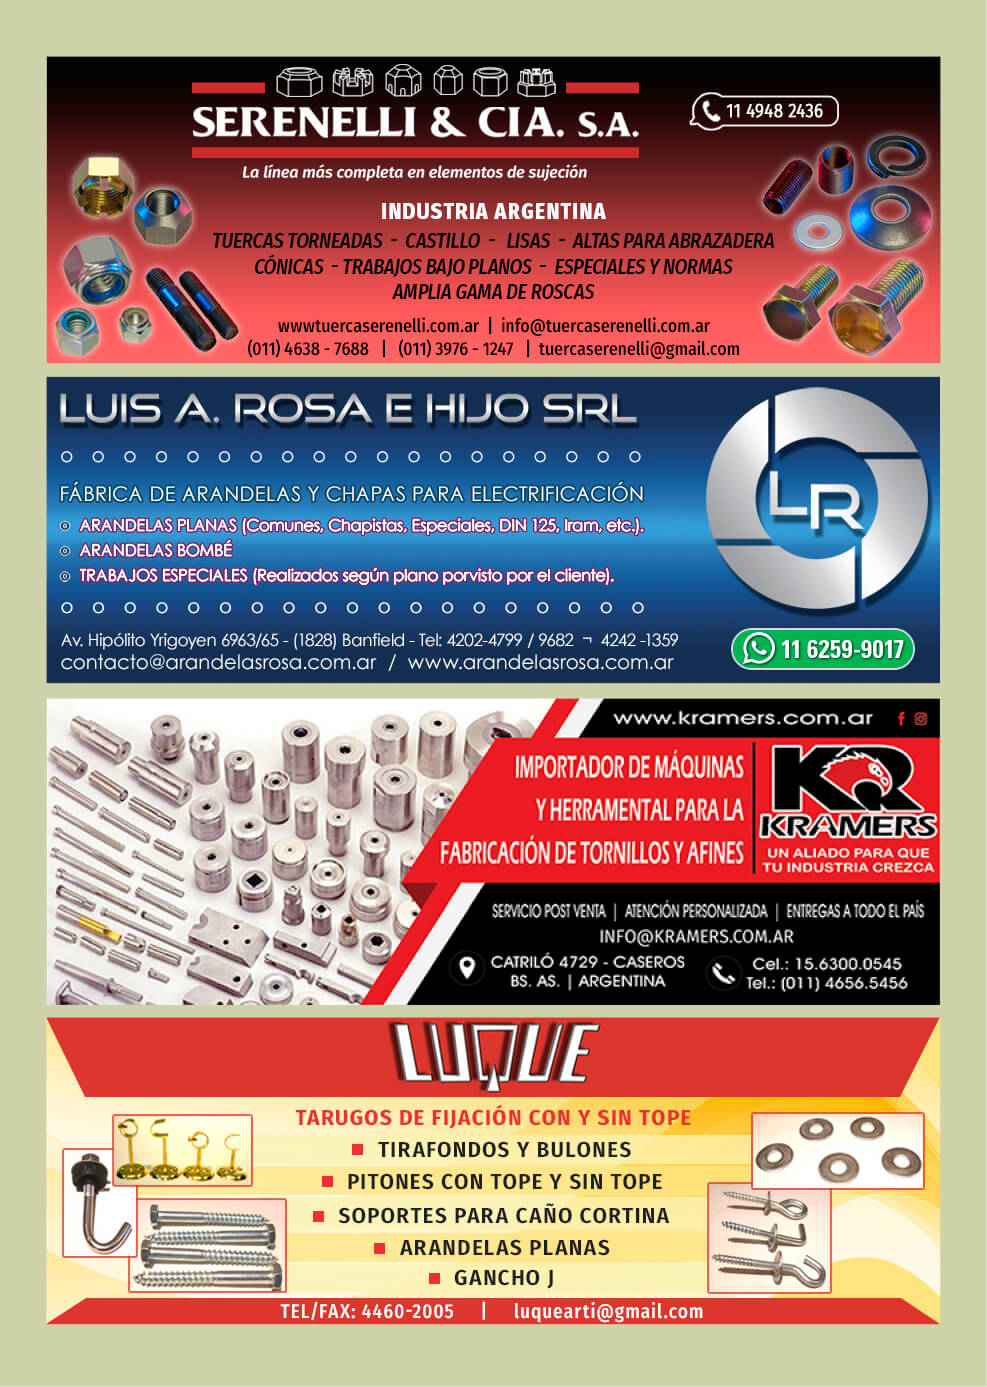 SERENELLI & CIA. S.A.
11 4948 2436
La línea más completa en elementos de sujeción
INDUSTRIA ARGENTINA
TUERCAS TORNEADAS - CASTILLO - LISAS - ALTAS PARA ABRAZADERA
CÓNICAS - TRABAJOS BAJO PLANOS - ESPECIALES Y NORMAS
AMPLIA GAMA DE ROSCAS
wwwtuercaserenelli.com.ar | info@tuercaserenelli.com.ar
(011) 4638 - 7688 | (011) 3976 - 1247 | tuercaserenelli@gmail.com
LUIS A. ROSA E HIJO SRL
FÁBRICA DE ARANDELAS Y CHAPAS PARA ELECTRIFICACIÓN
ARANDELAS PLANAS (Comunes, Chapistas, Especiales, DIN 125, Iram, etc.).
ARANDELAS BOMBÉ
TRABAJOS ESPECIALES (Realizados según plano porvisto por el cliente).
LR
Av. Hipólito Yrigoyen 6963/65 - (1828) Banfield - Tel: 4202-4799 / 9682 ¬ 4242 -1359
contacto@arandelasrosa.com.ar / www.arandelasrosa.com.ar
11 6259-9017
www.kramers.com.ar
IMPORTADOR DE MÁQUINAS
Y HERRAMENTAL PARA LA
FABRICACIÓN DE TORNILLOS Y AFINES
KR
KRAMERS
UN ALIADO PARA QUE
TU INDUSTRIA CREZCA
SERVICIO POST VENTA | ATENCIÓN PERSONALIZADA | ENTREGAS A TODO EL PAÍS
INFO@KRAMERS.COM.AR
CATRILÓ 4729 - CASEROS
BS. AS. | ARGENTINA
Cel.: 15.6300.0545
Tel.: (011) 4656.5456
LUQUE
TARUGOS DE FIJACIÓN CON Y SIN TOPE
TIRAFONDOS Y BULONES
PITONES CON TOPE Y SIN TOPE
SOPORTES PARA CAÑO CORTINA
ARANDELAS PLANAS
GANCHO J
TEL/FAX: 4460-2005 | luquearti@gmail.com